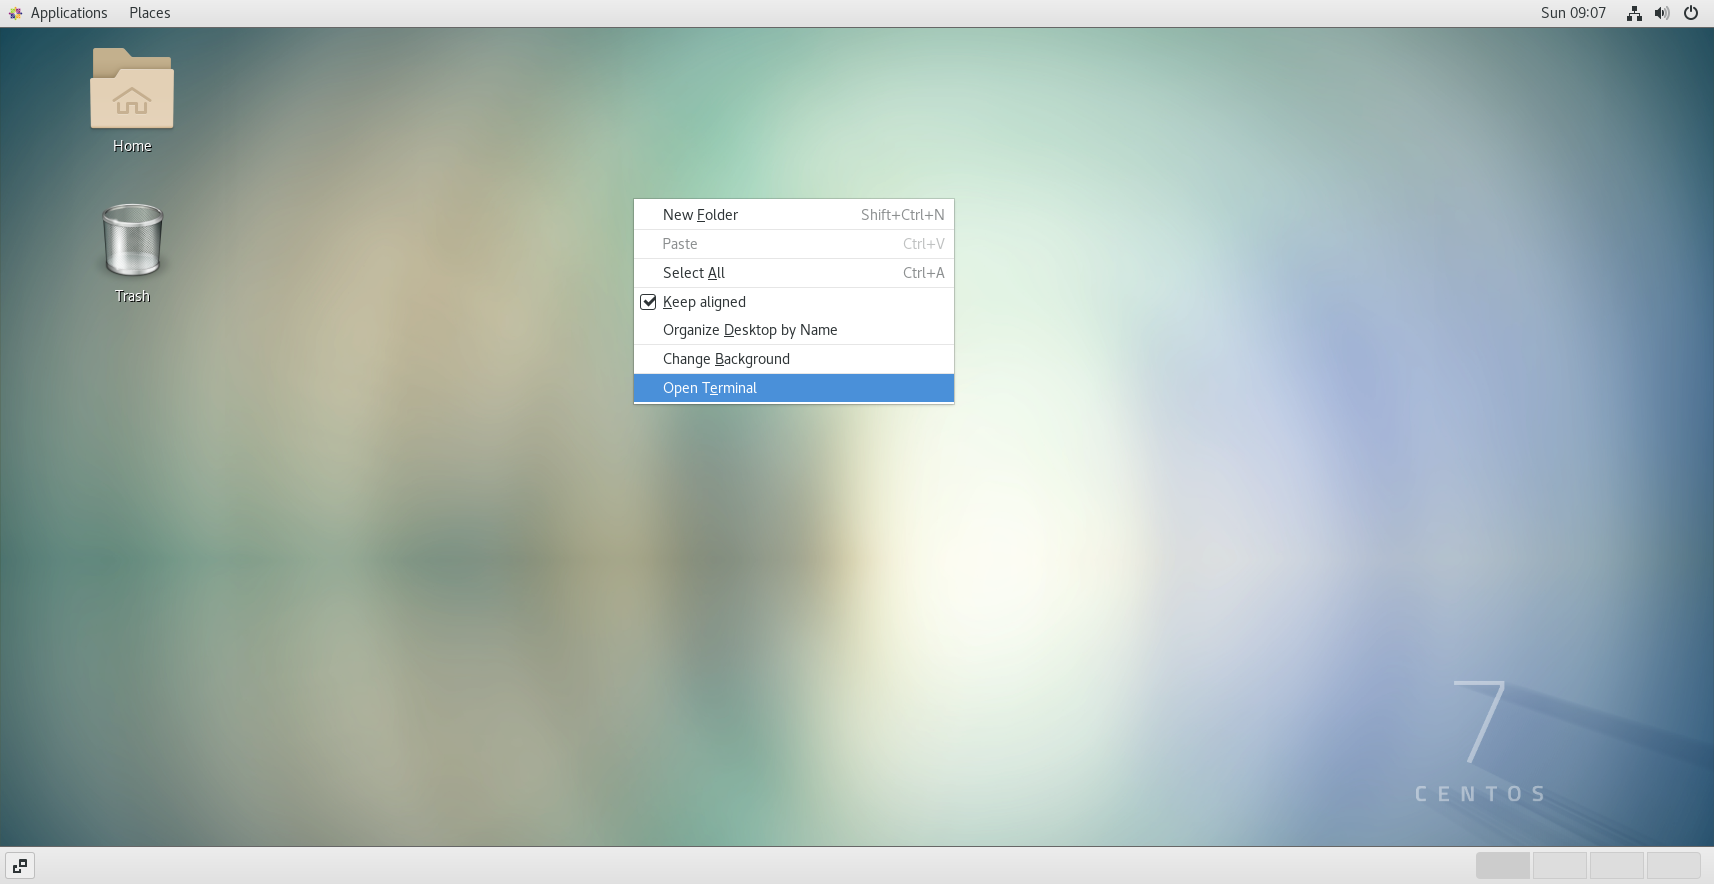 Applications Places Sun 09:07
Home
Trash
New Folder Shift+Ctrl+N
Paste Ctrl+V
Select All Ctrl+A
Keep aligned
Organize Desktop by Name
Change Background
Open Terminal
7
CENTOS